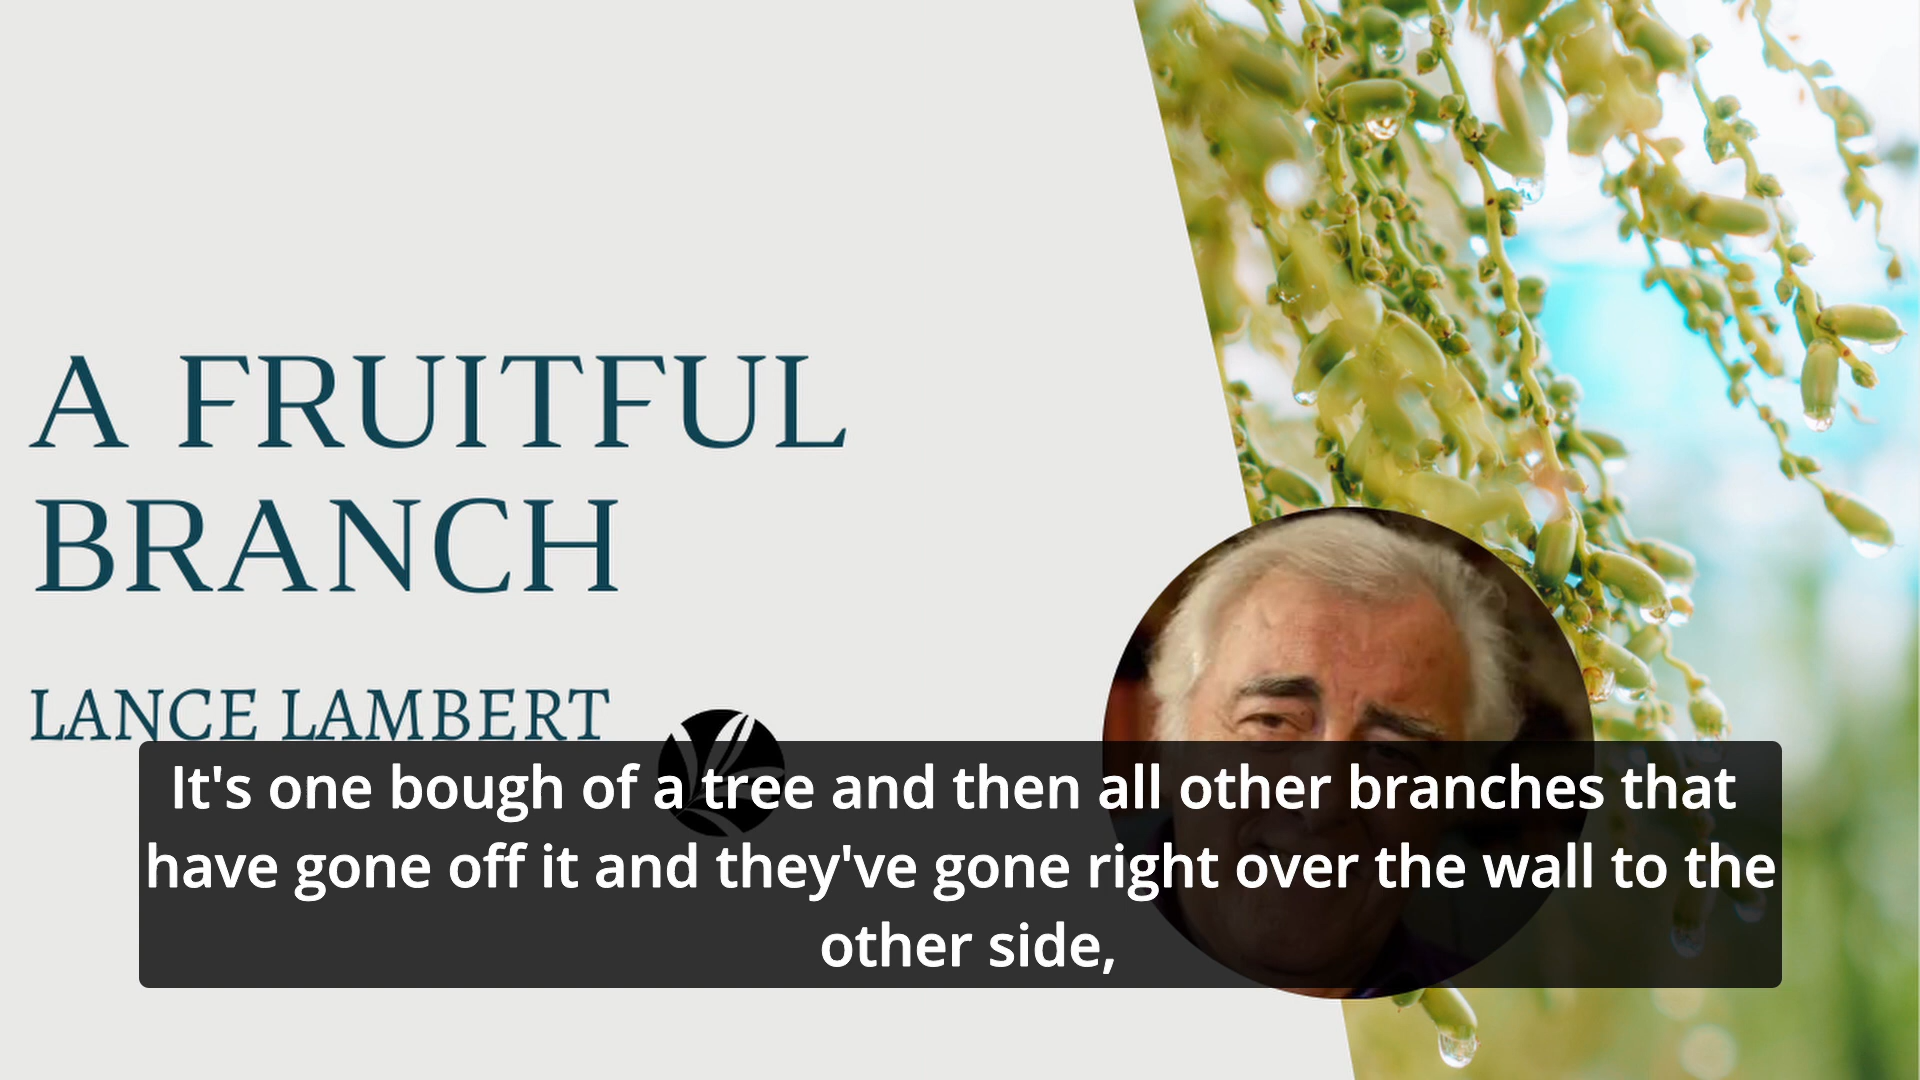 A FRUITFUL
BRANCH
LANCE LAMBERT
It's one bough of a tree and then all other branches that
have gone off it and they've gone right over the wall to the
other side,